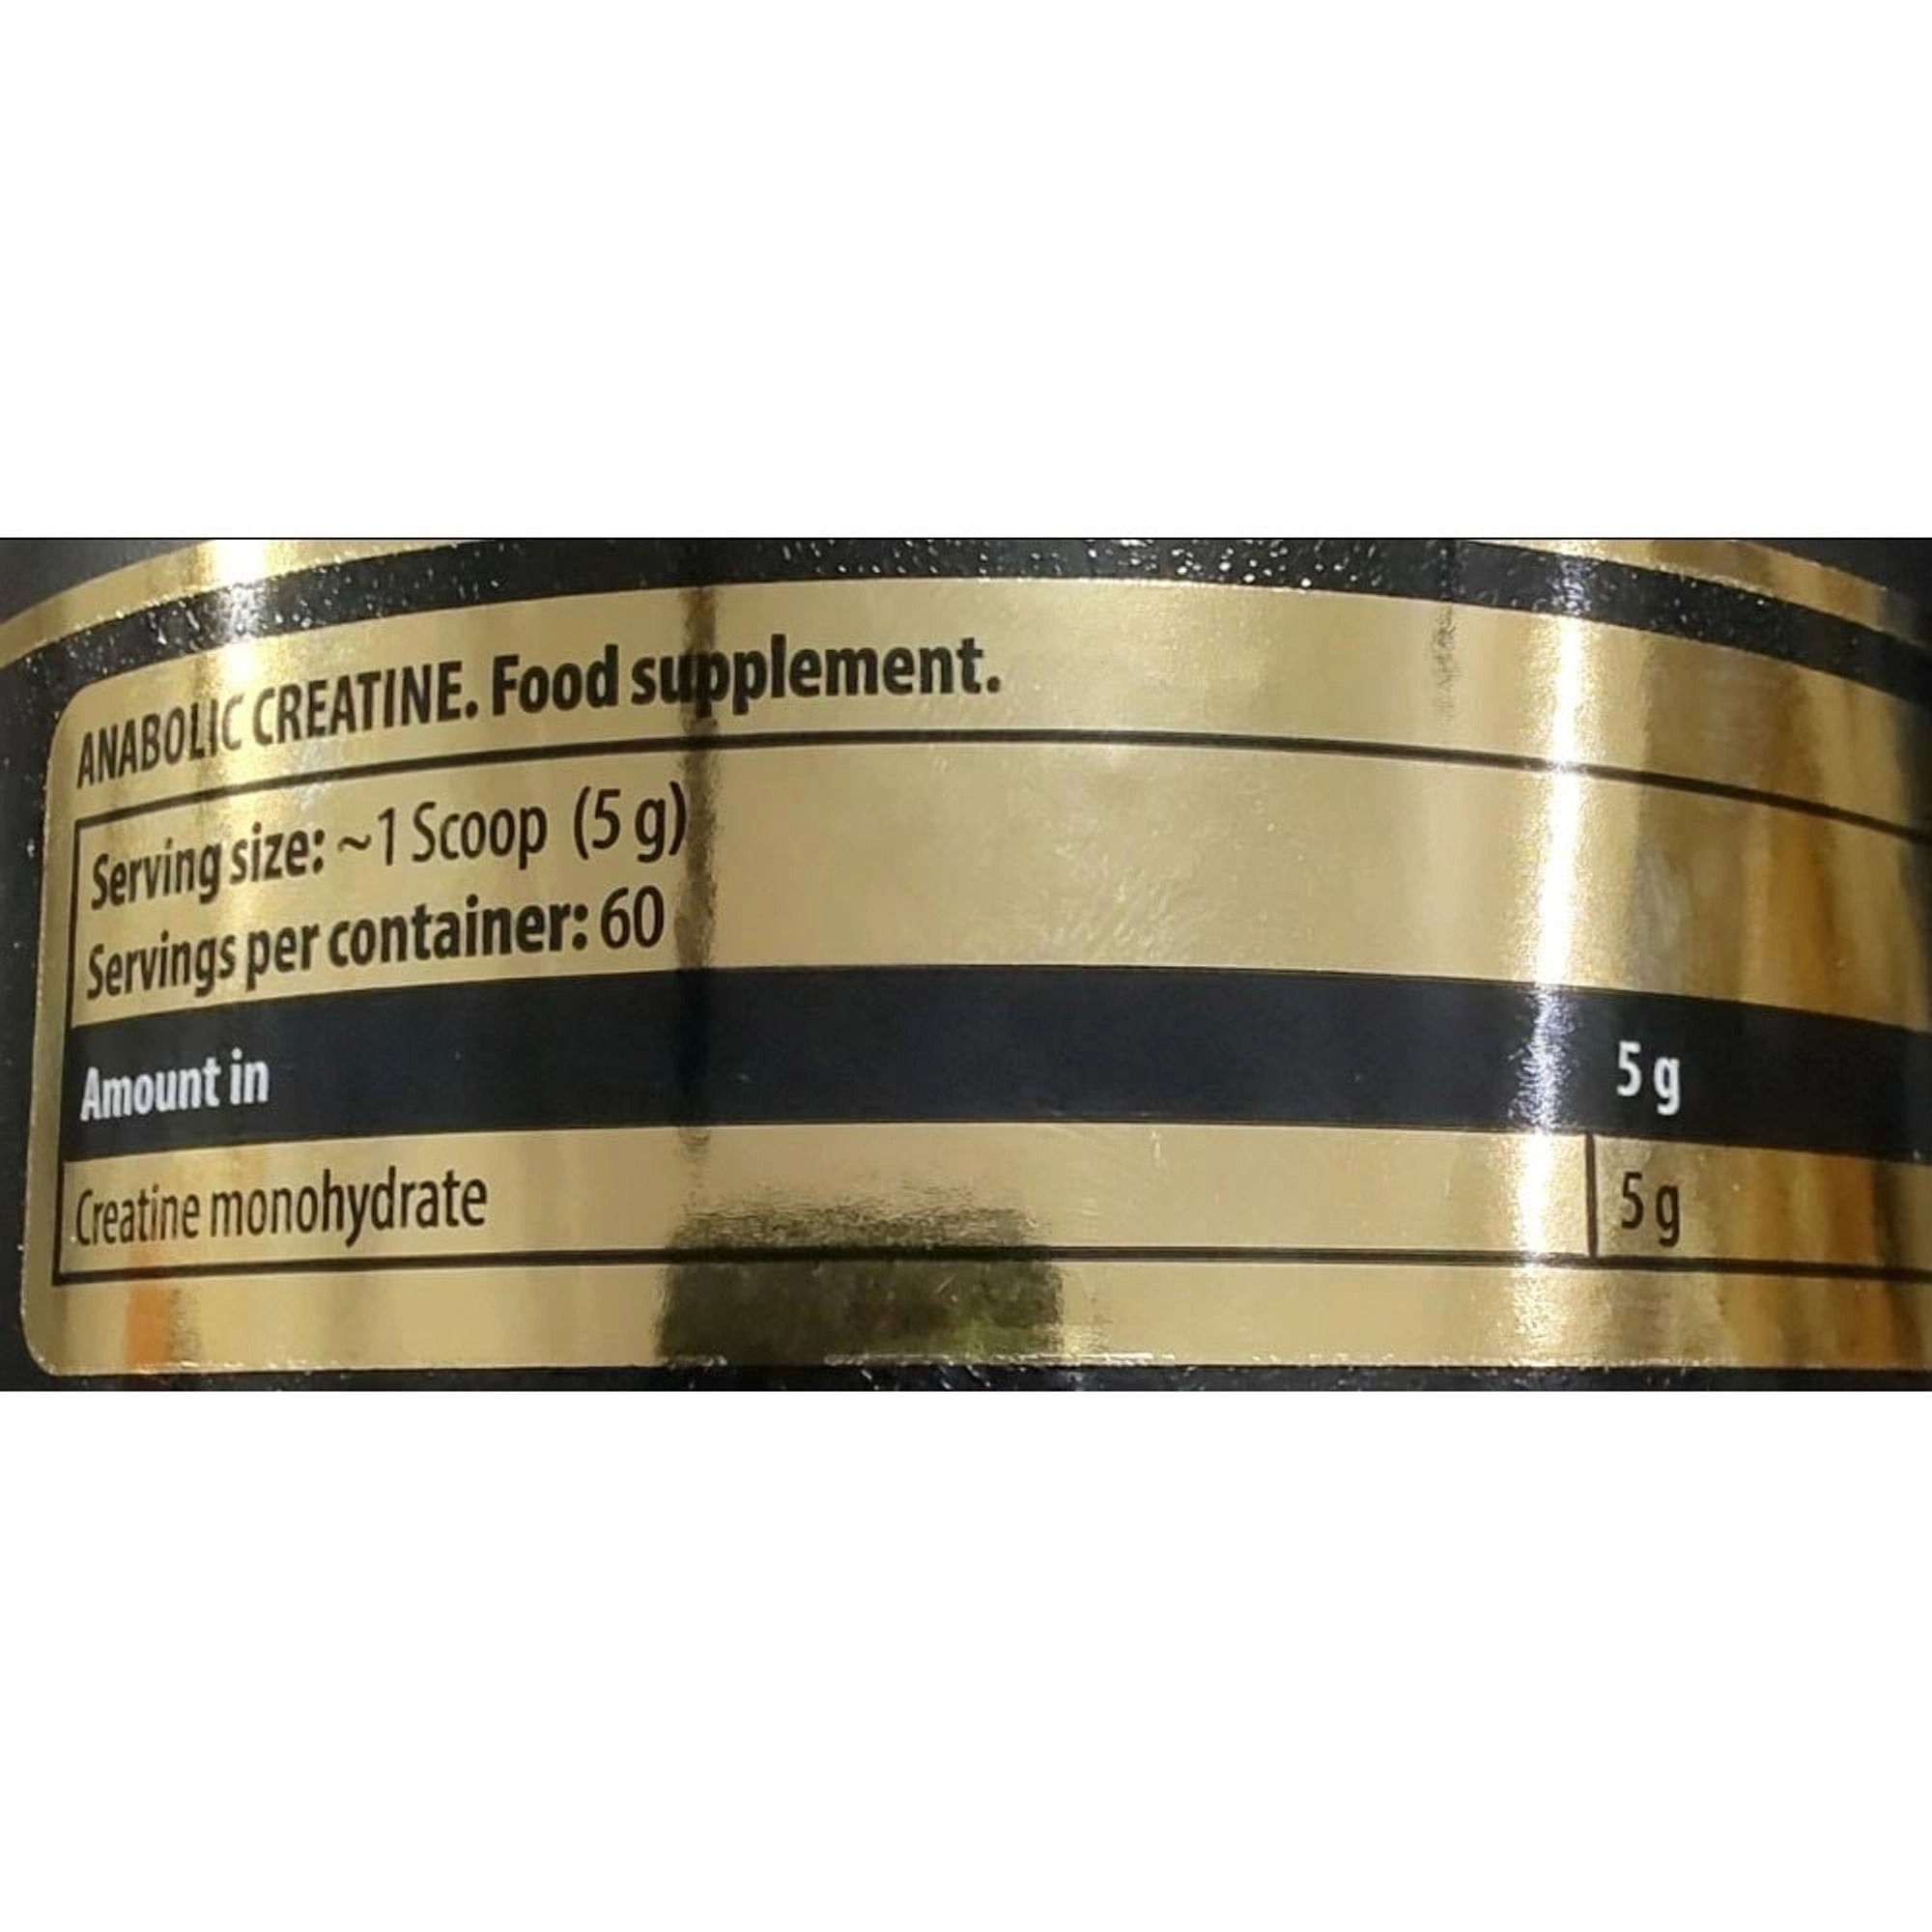 ANABOLIC CREATINE. Food supplement.
Serving size: ~1 Scoop (5 g)
Servings per container: 60
Amount in 5 g
Creatine monohydrate 5 g